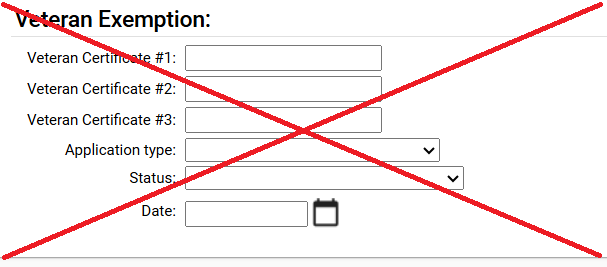 Veteran Exemption:
Veteran Certificate #1:
Veteran Certificate #2:
Veteran Certificate #3:
Application type:
Status:
Date: